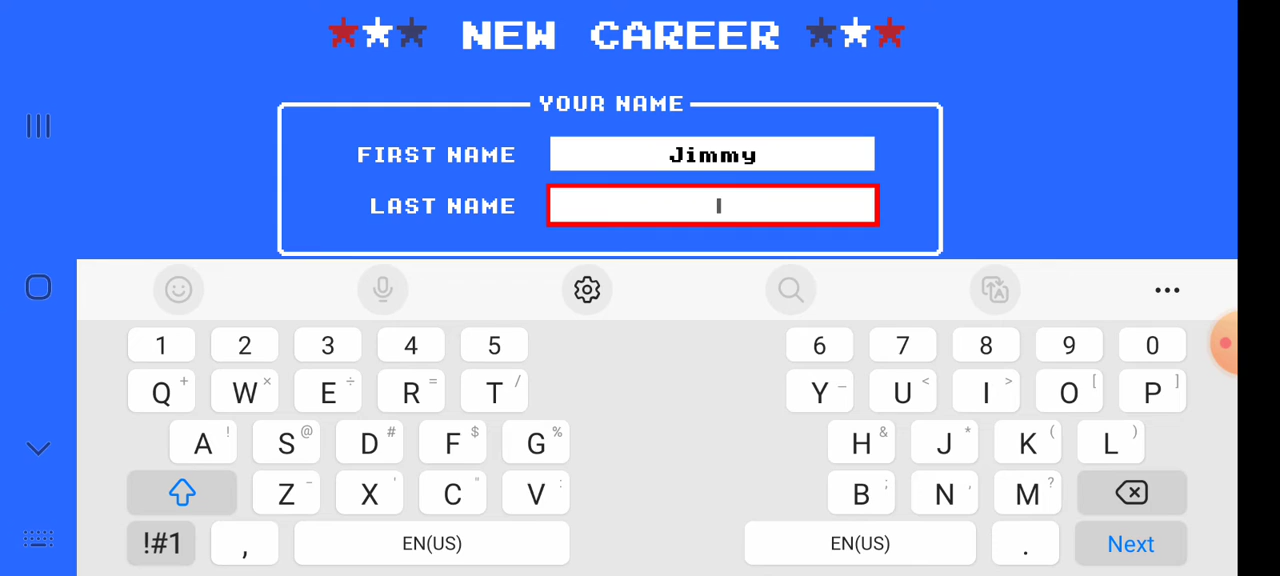 NEW CAREER
YOUR NAME
FIRST NAME Jimmy
LAST NAME
1 2 3 4 5 6 7 8 9 0
Q + W × E ÷ R = T / Y _ U < I > O [ P ]
A ! S @ D # F $ G % H & J * K ( L )
Z - X ' C " V : B ; N , M ?
!#1 , EN(US) EN(US) . Next